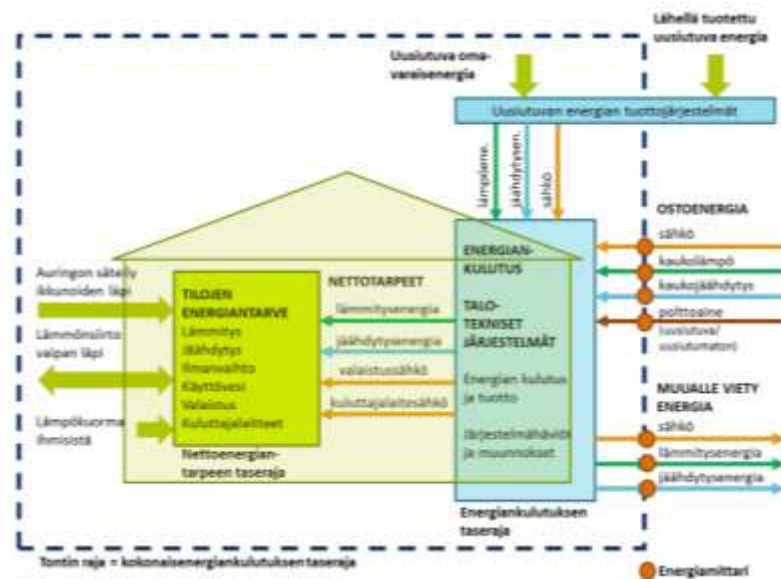 Lähellä tuotettu
uusiutuva energia
Uusiutuva oma-
varaisenergia
Uusiutuvan energian tuottojärjestelmät
lämpöene.
jäähdytysen.
sähkö
OSTOENERGIA
sähkö
kaukolämpö
kaukojäähdytys
polttoaine
(uusiutuva/
uusiutumaton)
ENERGIAN-
KULUTUS
TALO-
TEKNISET
JÄRJESTELMÄT
Energian kulutus
ja tuotto
Järjestelmähäviöt
ja muunnokset
Energiankulutuksen
taseraja
NETTOTARPEET
lämmitysenergia
jäähdytysenergia
valaistussähkö
kuluttajalaitesähkö
Auringon säteily
ikkunoiden läpi
Lämmönsiirto
vaipan läpi
Lämpökuorma
ihmisistä
TILOJEN
ENERGIANTARVE
Lämmitys
Jäähdytys
Ilmanvaihto
Käyttövesi
Valaistus
Kuluttajalaitteet
Nettoenergian-
tarpeen taseraja
MUUALLE VIETY
ENERGIA
sähkö
lämmitysenergia
jäähdytysenergia
Tontin raja = kokonaisenergiankulutuksen taseraja
Energiamittari